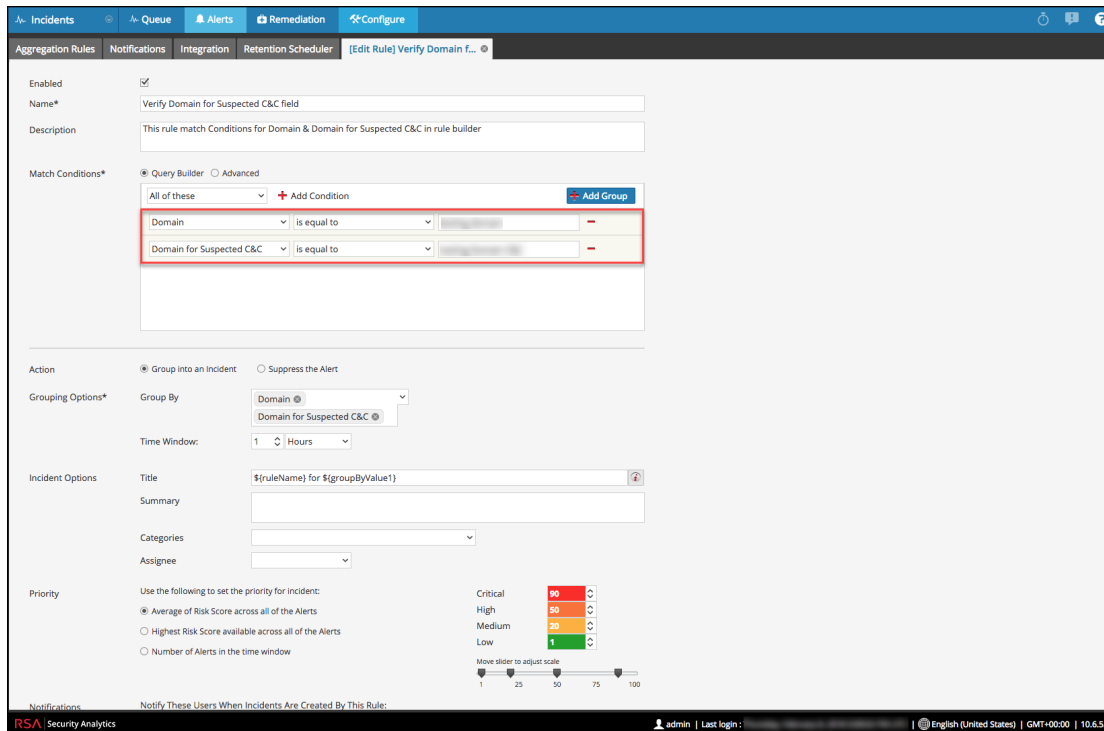 Incidents Queue Alerts Remediation Configure
Aggregation Rules Notifications Integration Retention Scheduler [Edit Rule] Verify Domain f...
Enabled
Name* Verify Domain for Suspected C&C field
Description This rule match Conditions for Domain & Domain for Suspected C&C in rule builder
Match Conditions* Query Builder Advanced
All of these Add Condition Add Group
Domain is equal to
Domain for Suspected C&C is equal to
Action Group into an Incident Suppress the Alert
Grouping Options* Group By Domain
Domain for Suspected C&C
Time Window: 1 Hours
Incident Options Title ${ruleName} for ${groupByValue1}
Summary
Categories
Assignee
Priority Use the following to set the priority for incident: Critical 90
Average of Risk Score across all of the Alerts High 50
Highest Risk Score available across all of the Alerts Medium 20
Number of Alerts in the time window Low 1
Move slider to adjust scale
1 25 50 75 100
Notifications Notify These Users When Incidents Are Created By This Rule:
RSA Security Analytics admin | Last login : | English (United States) | GMT+00:00 | 10.6.5